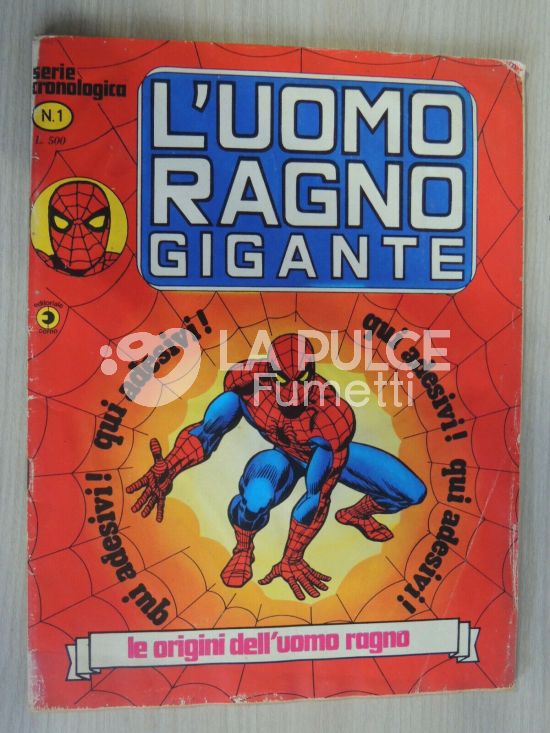 serie
cronologica
N.1
L. 500
L'UOMO
RAGNO
GIGANTE
editoriale
corno
qui adesivi!
qui adesivi!
qui adesivi!
qui adesivi!
LA PULCE
Fumetti
le origini dell'uomo ragno